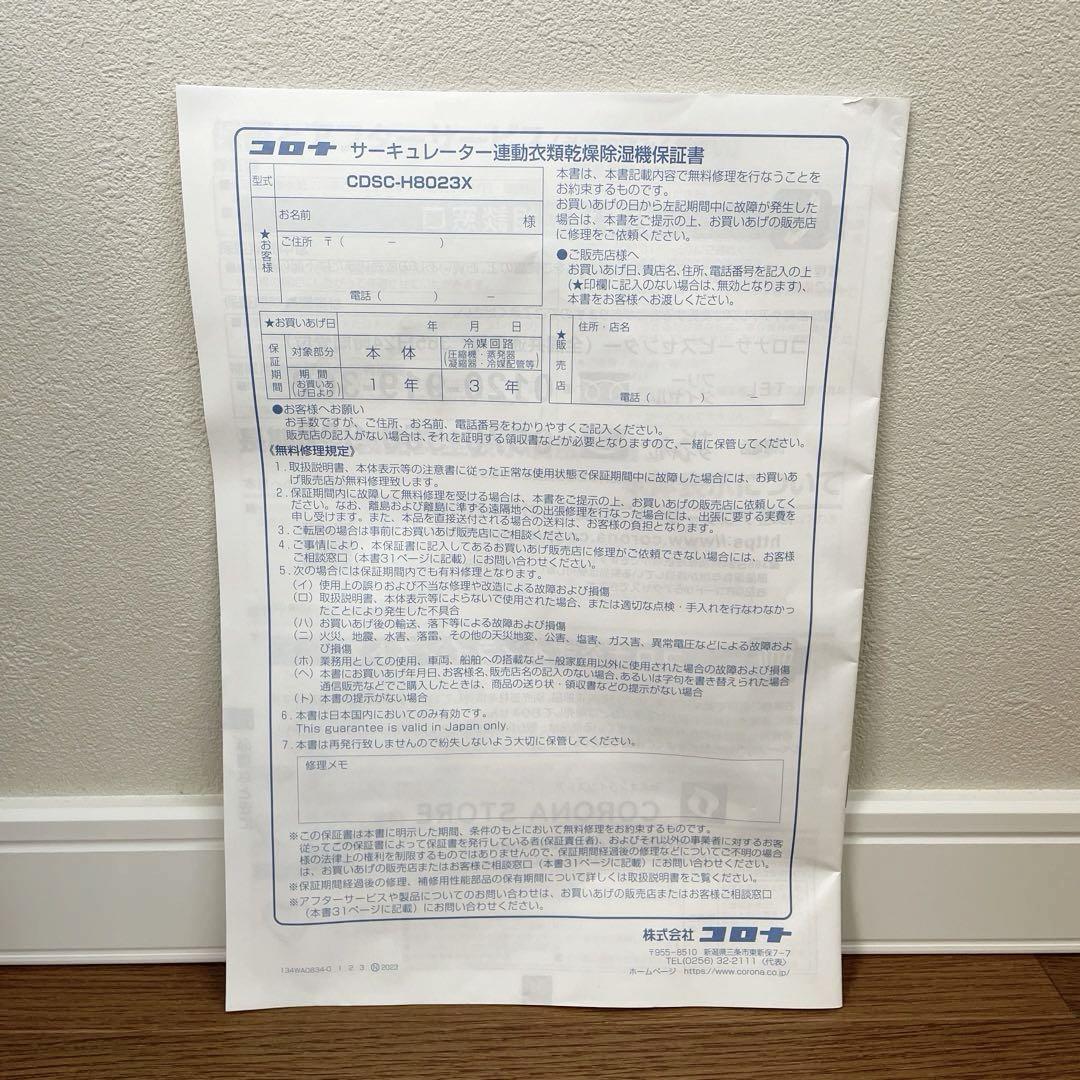 コロナ サーキュレーター連動衣類乾燥除湿機保証書
型式 CDSC-H8023X
★お客様
お名前 様
ご住所 〒( − )
電話( ) −
本書は、本書記載内容で無料修理を行なうことを
お約束するものです。
お買いあげの日から左記期間中に故障が発生した
場合は、本書をご提示の上、お買いあげの販売店
に修理をご依頼ください。
●ご販売店様へ
お買いあげ日、貴店名、住所、電話番号を記入の上
(★印欄に記入のない場合は、無効となります)、
本書をお客様へお渡しください。
★お買いあげ日 年 月 日
保証期間
対象部分 本体 冷媒回路
(圧縮機・蒸発器
凝縮器・冷媒配管等)
期間
(お買いあ
げ日より) 1年 3年
★販売店
住所・店名
電話( ) −
●お客様へお願い
お手数ですが、ご住所、お名前、電話番号をわかりやすくご記入ください。
販売店の記入がない場合は、それを証明する領収書などが必要となりますので、一緒に保管してください。
《無料修理規定》
1.取扱説明書、本体表示等の注意書に従った正常な使用状態で保証期間中に故障した場合には、お買いあ
げ販売店が無料修理致します。
2.保証期間内に故障して無料修理を受ける場合は、本書をご提示の上、お買いあげの販売店に依頼してく
ださい。なお、離島および離島に準ずる遠隔地への出張修理を行なった場合には、出張に要する実費を
申し受けます。また、本品を直接送付される場合の送料は、お客様の負担となります。
3.ご転居の場合は事前にお買いあげ販売店にご相談ください。
4.ご事情により、本保証書に記入してあるお買いあげ販売店に修理がご依頼できない場合には、お客様
ご相談窓口(本書31ページに記載)にお問い合わせください。
5.次の場合には保証期間内でも有料修理となります。
(イ)使用上の誤りおよび不当な修理や改造による故障および損傷
(ロ)取扱説明書、本体表示等によらないで使用された場合、または適切な点検・手入れを行なわなかっ
たことにより発生した不具合
(ハ)お買いあげ後の輸送、落下等による故障および損傷
(ニ)火災、地震、水害、落雷、その他の天災地変、公害、塩害、ガス害、異常電圧などによる故障およ
び損傷
(ホ)業務用としての使用、車両、船舶への搭載など一般家庭用以外に使用された場合の故障および損傷
(ヘ)本書にお買いあげ年月日、お客様名、販売店名の記入のない場合、あるいは字句を書き替えられた場合
通信販売などでご購入したときは、商品の送り状・領収書などの提示がない場合
(ト)本書の提示がない場合
6.本書は日本国内においてのみ有効です。
This guarantee is valid in Japan only.
7.本書は再発行致しませんので紛失しないよう大切に保管してください。
修理メモ
※この保証書は本書に明示した期間、条件のもとにおいて無料修理をお約束するものです。
従ってこの保証書によって保証書を発行している者(保証責任者)、およびそれ以外の事業者に対するお客
様の法律上の権利を制限するものではありませんので、保証期間経過後の修理などについてご不明の場合
は、お買いあげの販売店またはお客様ご相談窓口(本書31ページに記載)にお問い合わせください。
※保証期間経過後の修理、補修用性能部品の保有期間について詳しくは取扱説明書をご覧ください。
※アフターサービスや製品についてのお問い合わせは、お買いあげの販売店またはお客様ご相談窓口
(本書31ページに記載)にお問い合わせください。
株式会社 コロナ
〒955-8510 新潟県三条市東新保7-7
TEL(0256)32-2111〈代表〉
ホームページ https://www.corona.co.jp/
134WA0834-0 1 2 3 Ⓝ 2023